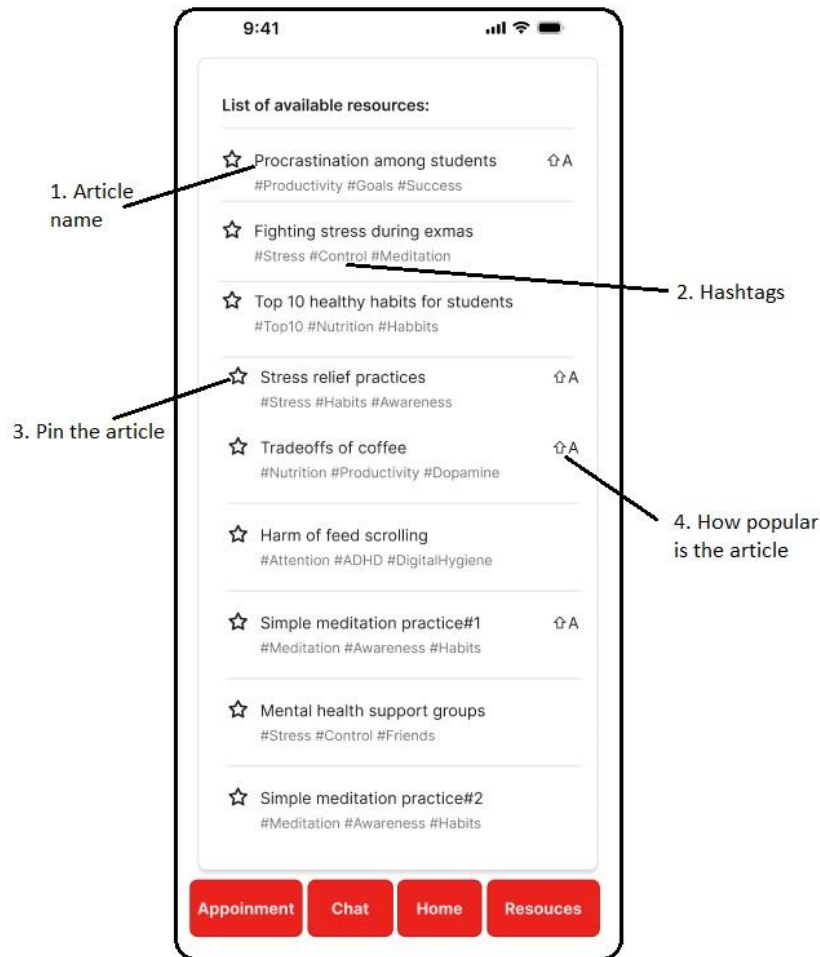 9:41
List of available resources:
Procrastination among students ⇧A
#Productivity #Goals #Success
1. Article
name
Fighting stress during exmas
#Stress #Control #Meditation
2. Hashtags
Top 10 healthy habits for students
#Top10 #Nutrition #Habbits
Stress relief practices ⇧A
#Stress #Habits #Awareness
3. Pin the article
Tradeoffs of coffee ⇧A
#Nutrition #Productivity #Dopamine
4. How popular
is the article
Harm of feed scrolling
#Attention #ADHD #DigitalHygiene
Simple meditation practice#1 ⇧A
#Meditation #Awareness #Habits
Mental health support groups
#Stress #Control #Friends
Simple meditation practice#2
#Meditation #Awareness #Habits
Appoinment Chat Home Resouces